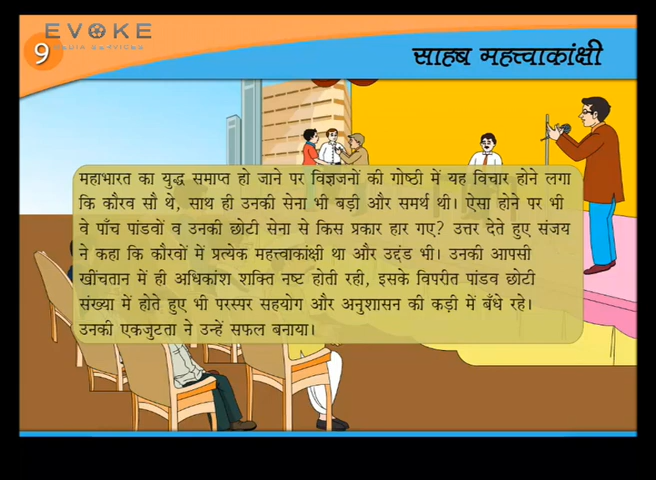 EVOKE
MEDIA SERVICES
9
साहब महत्त्वाकांक्षी
महाभारत का युद्ध समाप्त हो जाने पर विज्ञजनों की गोष्ठी में यह विचार होने लगा
कि कौरव सौ थे, साथ ही उनकी सेना भी बड़ी और समर्थ थी। ऐसा होने पर भी
वे पाँच पांडवों व उनकी छोटी सेना से किस प्रकार हार गए? उत्तर देते हुए संजय
ने कहा कि कौरवों में प्रत्येक महत्त्वाकांक्षी था और उद्दंड भी। उनकी आपसी
खींचतान में ही अधिकांश शक्ति नष्ट होती रही, इसके विपरीत पांडव छोटी
संख्या में होते हुए भी परस्पर सहयोग और अनुशासन की कड़ी में बँधे रहे।
उनकी एकजुटता ने उन्हें सफल बनाया।